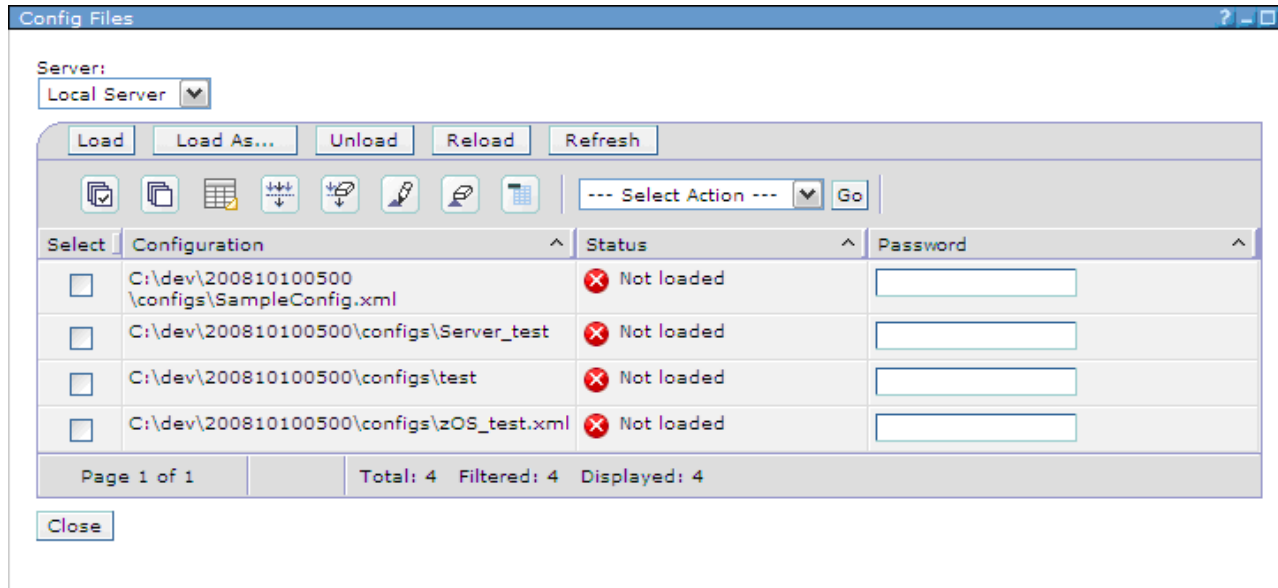 Config Files ?
Server:
Local Server
Load Load As... Unload Reload Refresh
--- Select Action --- Go
Select Configuration Status Password
C:\dev\200810100500
\configs\SampleConfig.xml Not loaded
C:\dev\200810100500\configs\Server_test Not loaded
C:\dev\200810100500\configs\test Not loaded
C:\dev\200810100500\configs\zOS_test.xml Not loaded
Page 1 of 1 Total: 4 Filtered: 4 Displayed: 4
Close